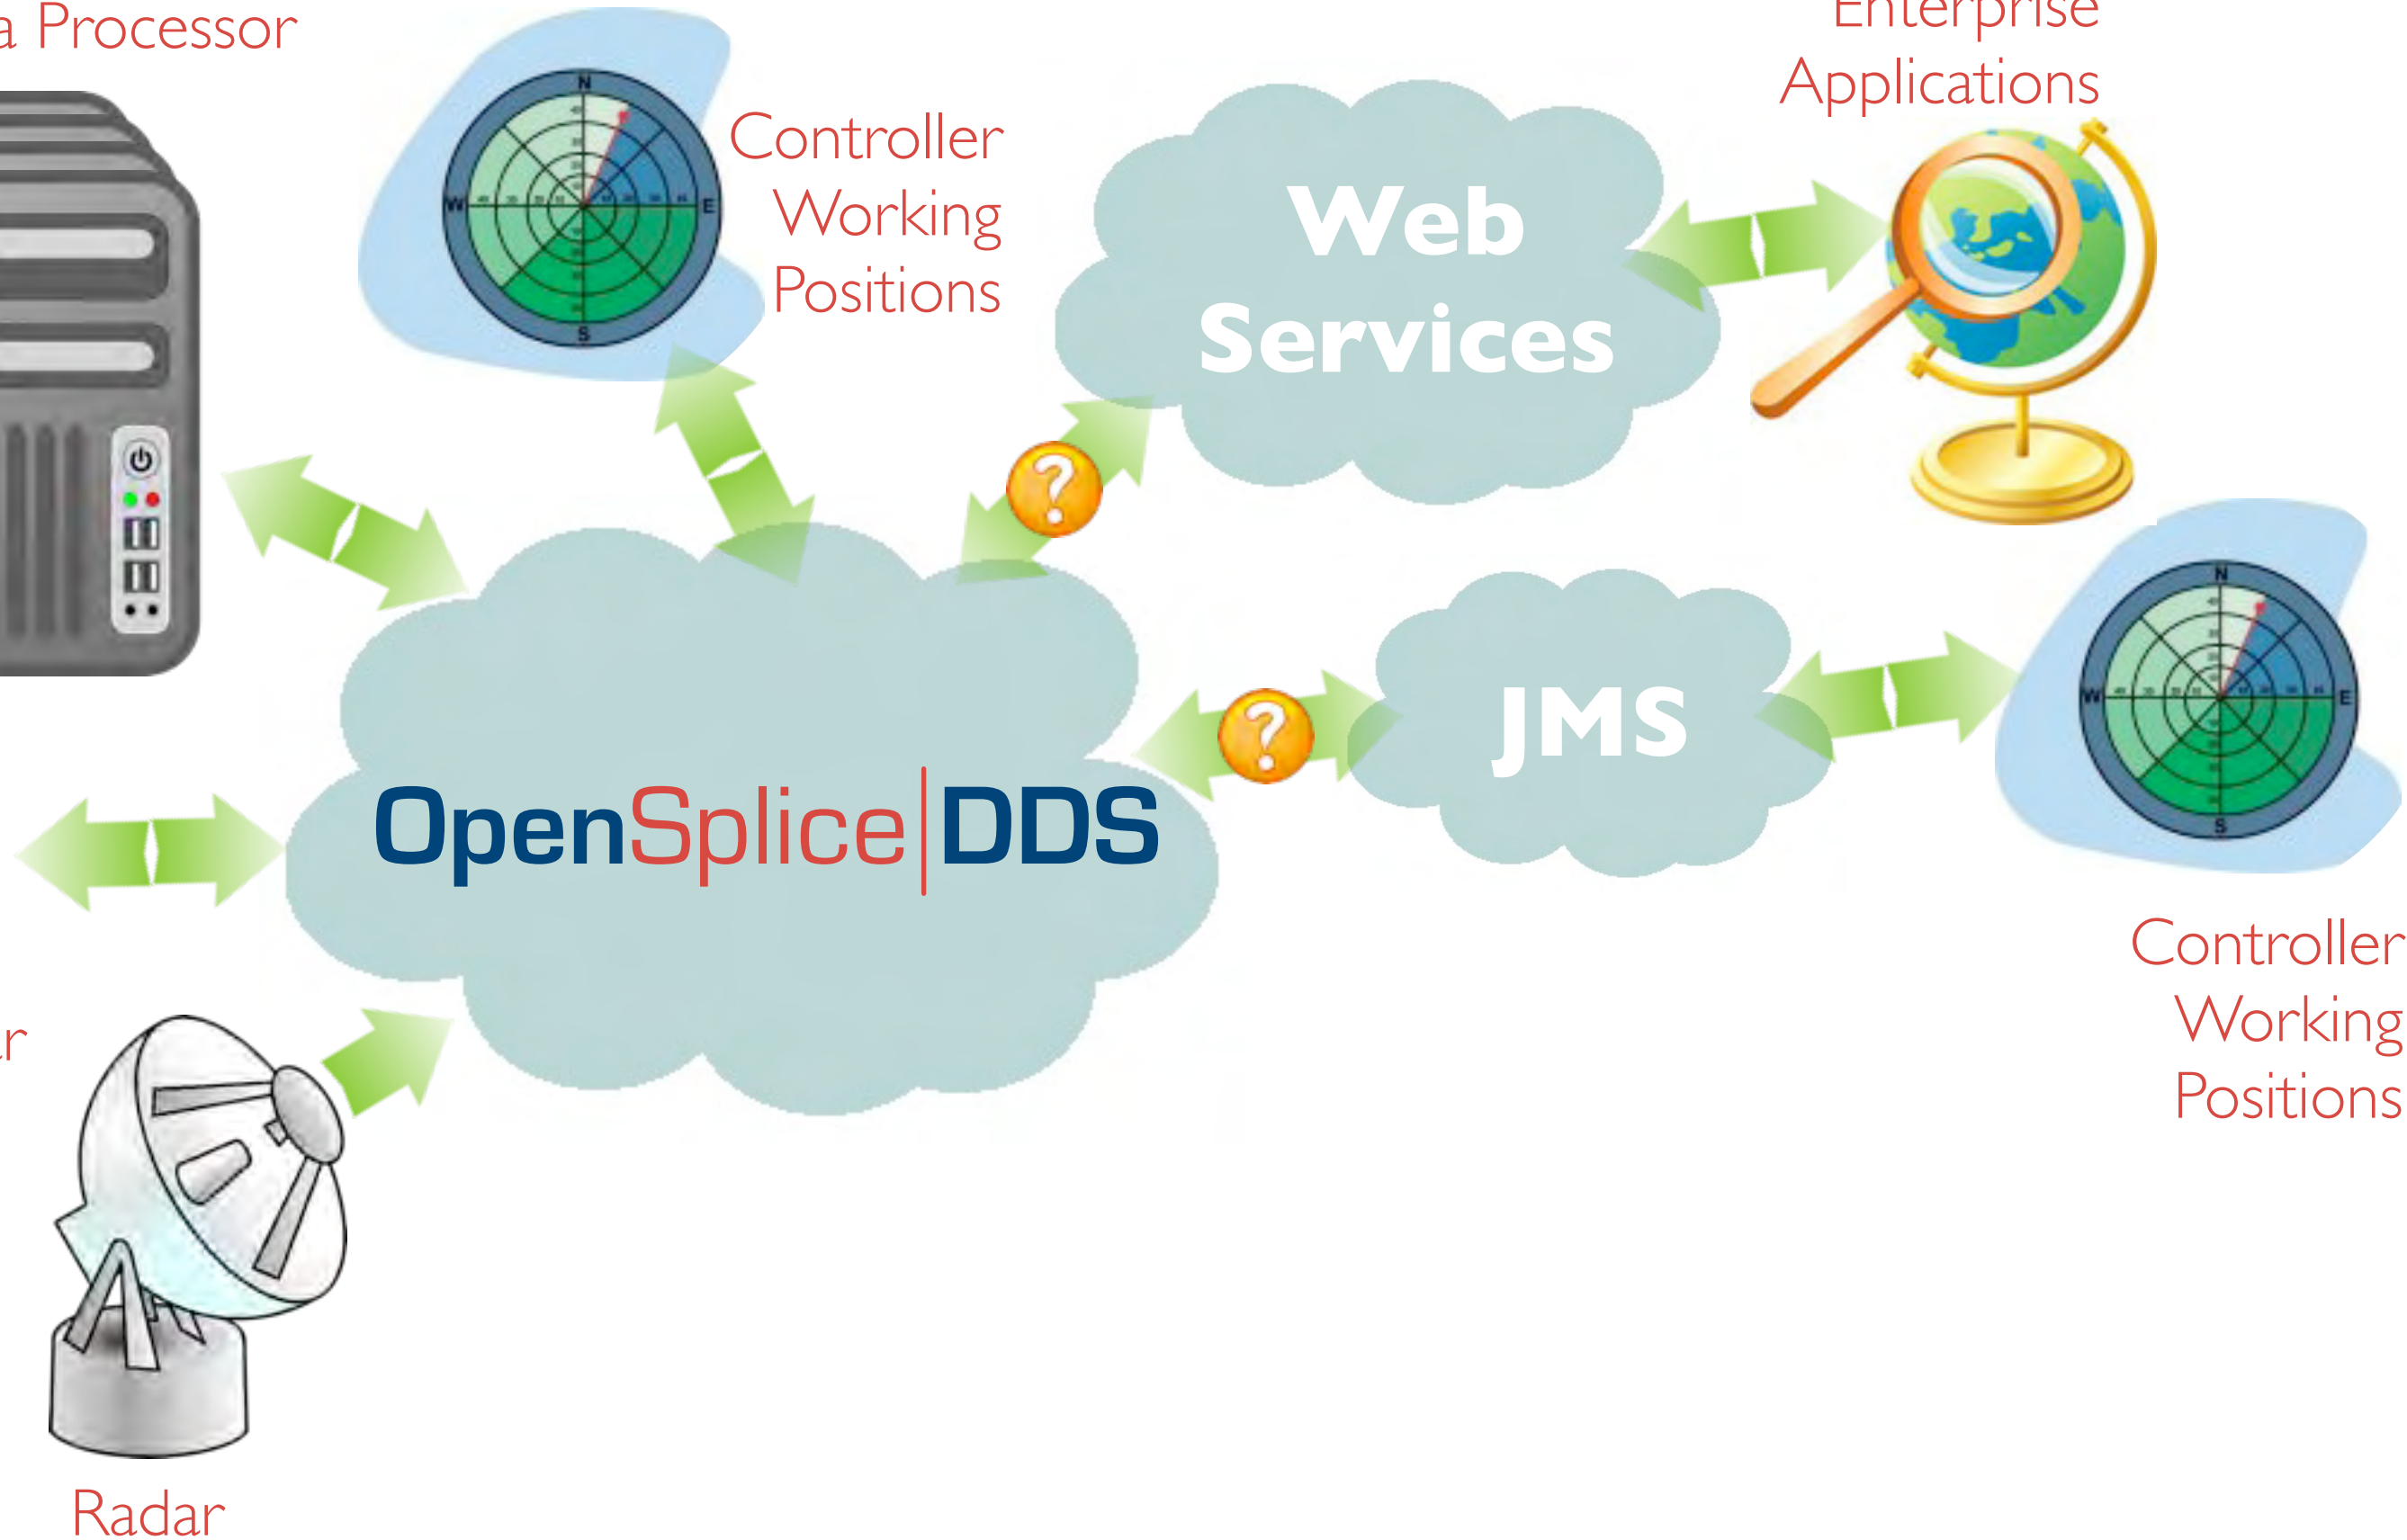 a Processor
Enterprise
Applications
Controller
Working
Positions
Web
Services
N
W
E
S
JMS
N
W
E
S
OpenSplice|DDS
Controller
Working
Positions
r
Radar